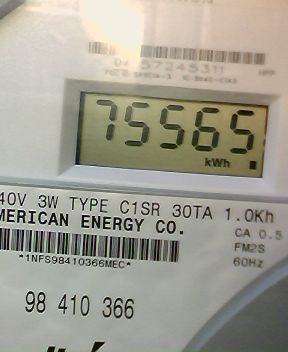 57245311
75565
kWh
40V 3W TYPE C1SR 30TA 1.0Kh
MERICAN ENERGY CO.
CA 0.5
FM2S
*1NFS98410366MEC*
60Hz
98 410 366